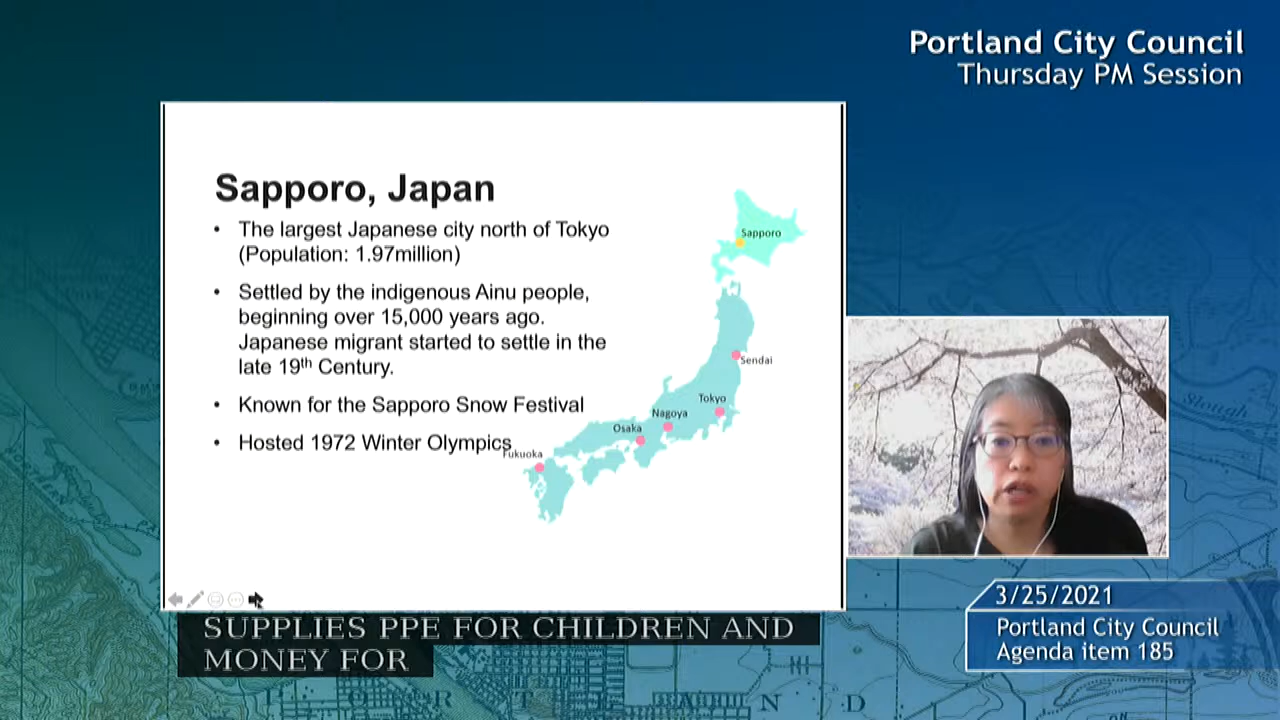 Portland City Council
Thursday PM Session
Sapporo, Japan
• The largest Japanese city north of Tokyo
(Population: 1.97million)
• Settled by the indigenous Ainu people,
beginning over 15,000 years ago.
Japanese migrant started to settle in the
late 19th Century.
• Known for the Sapporo Snow Festival
• Hosted 1972 Winter Olympics
Sapporo
Sendai
Tokyo
Nagoya
Osaka
Fukuoka
Slough
3/25/2021
Portland City Council
Agenda item 185
SUPPLIES PPE FOR CHILDREN AND
MONEY FOR